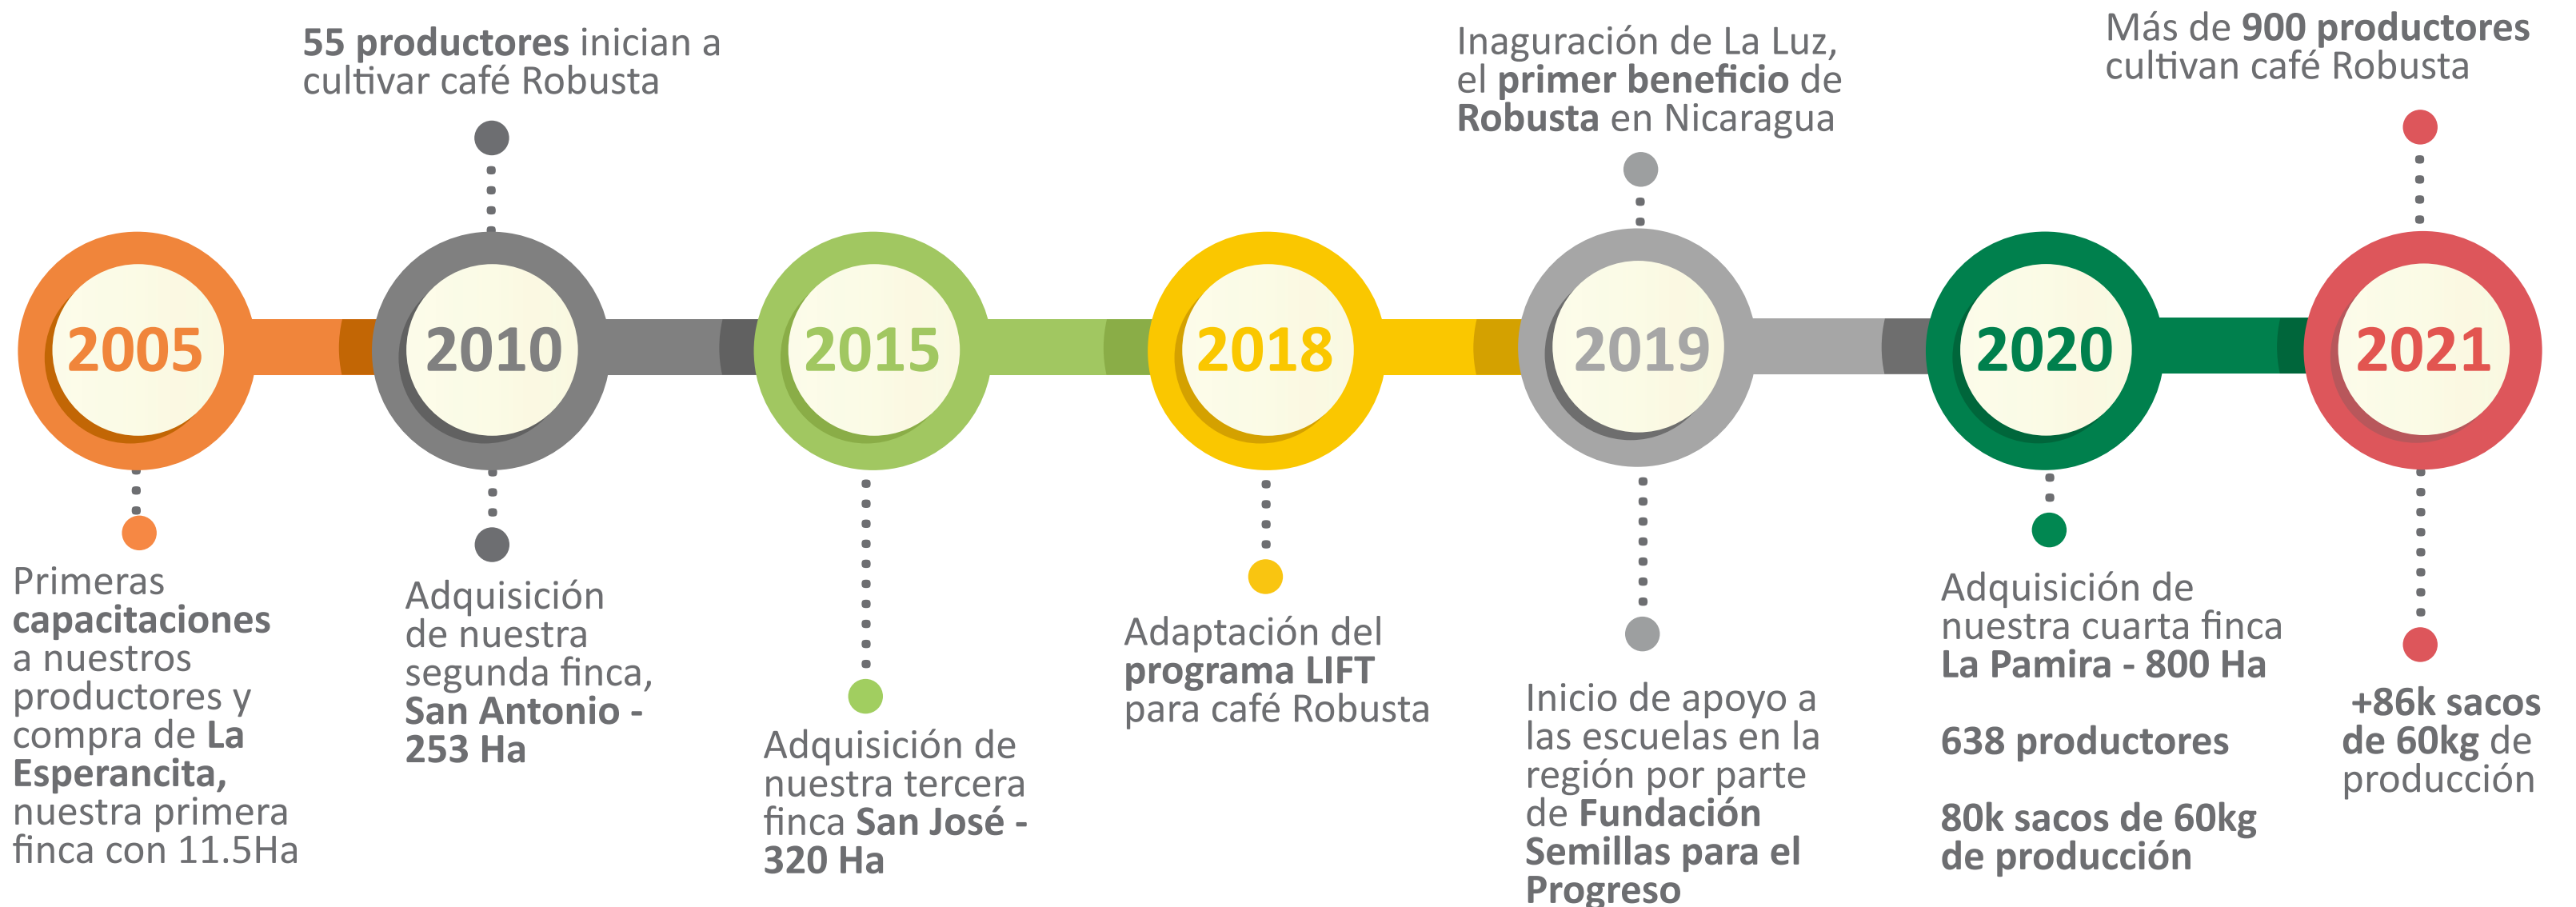 55 productores inician a
cultivar café Robusta
Inaguración de La Luz,
el primer beneficio de
Robusta en Nicaragua
Más de 900 productores
cultivan café Robusta
2005
2010
2015
2018
2019
2020
2021
Primeras
capacitaciones
a nuestros
productores y
compra de La
Esperancita,
nuestra primera
finca con 11.5Ha
Adquisición
de nuestra
segunda finca,
San Antonio -
253 Ha
Adquisición de
nuestra tercera
finca San José -
320 Ha
Adaptación del
programa LIFT
para café Robusta
Inicio de apoyo a
las escuelas en la
región por parte
de Fundación
Semillas para el
Progreso
Adquisición de
nuestra cuarta finca
La Pamira - 800 Ha
638 productores
80k sacos de 60kg
de producción
+86k sacos
de 60kg de
producción